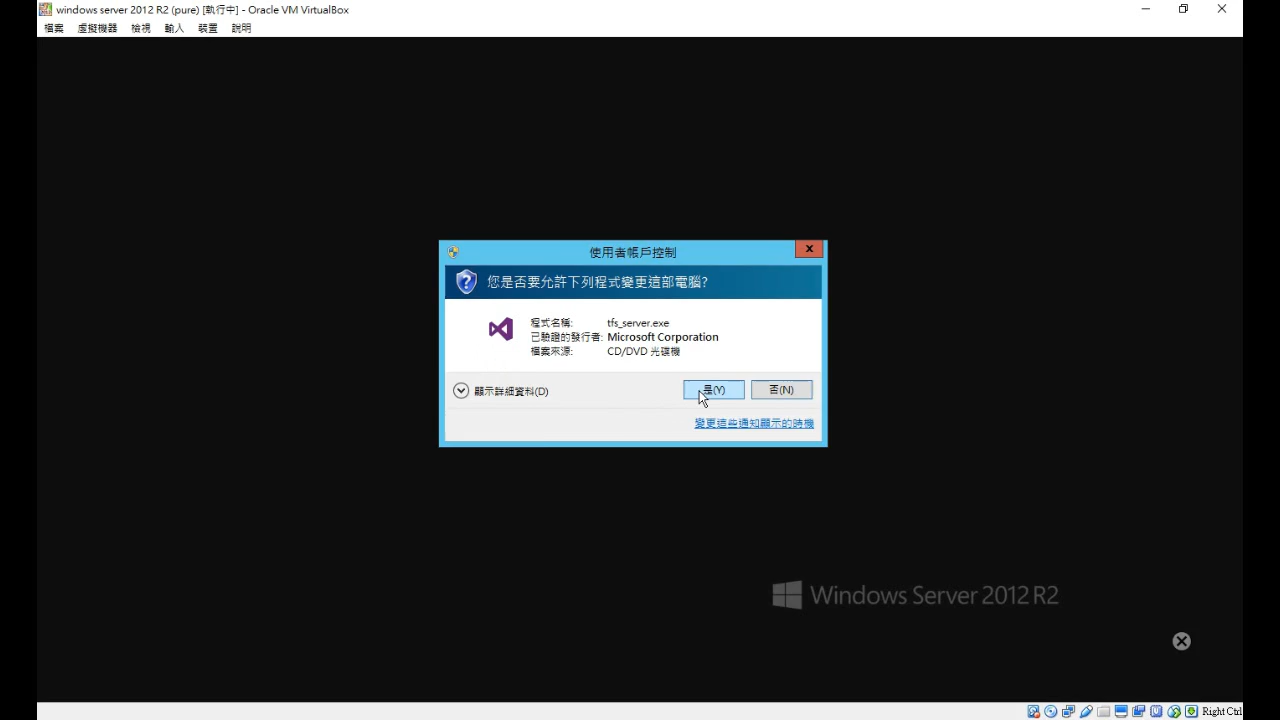 windows server 2012 R2 (pure) [執行中] - Oracle VM VirtualBox
檔案 虛擬機器 檢視 輸入 裝置 說明
使用者帳戶控制
您是否要允許下列程式變更這部電腦?
程式名稱: tfs_server.exe
已驗證的發行者: Microsoft Corporation
檔案來源: CD/DVD 光碟機
顯示詳細資料(D) 是(Y) 否(N)
變更這些通知顯示的時機
Windows Server 2012 R2
Right Ctrl